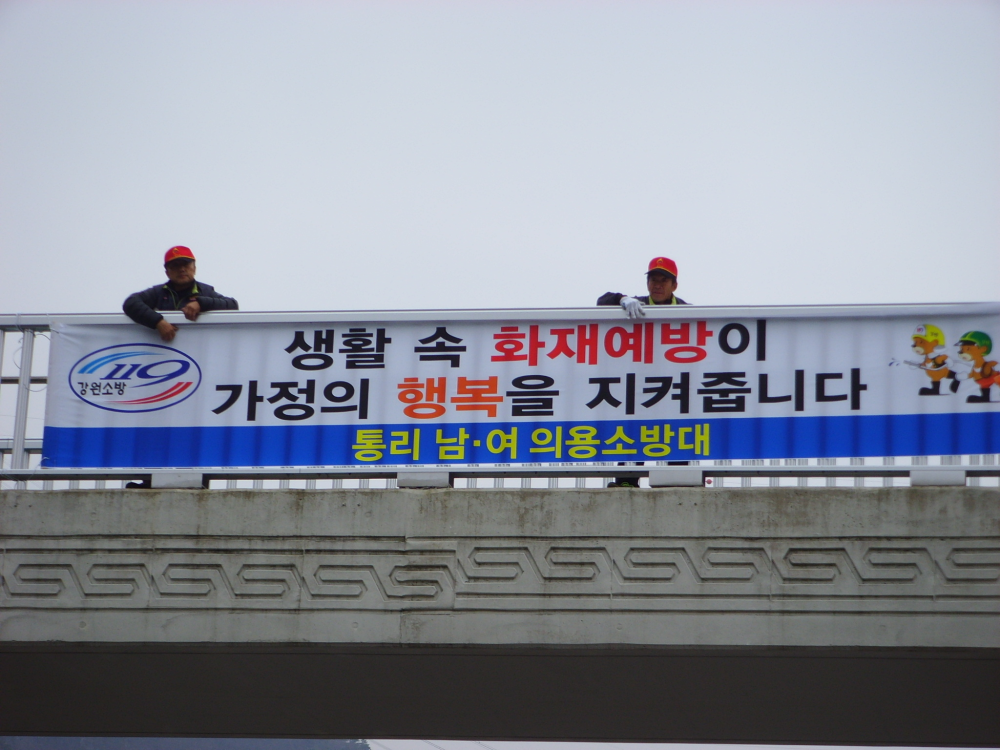 119
강원소방
생활 속 화재예방이
가정의 행복을 지켜줍니다
통리 남·여 의용소방대